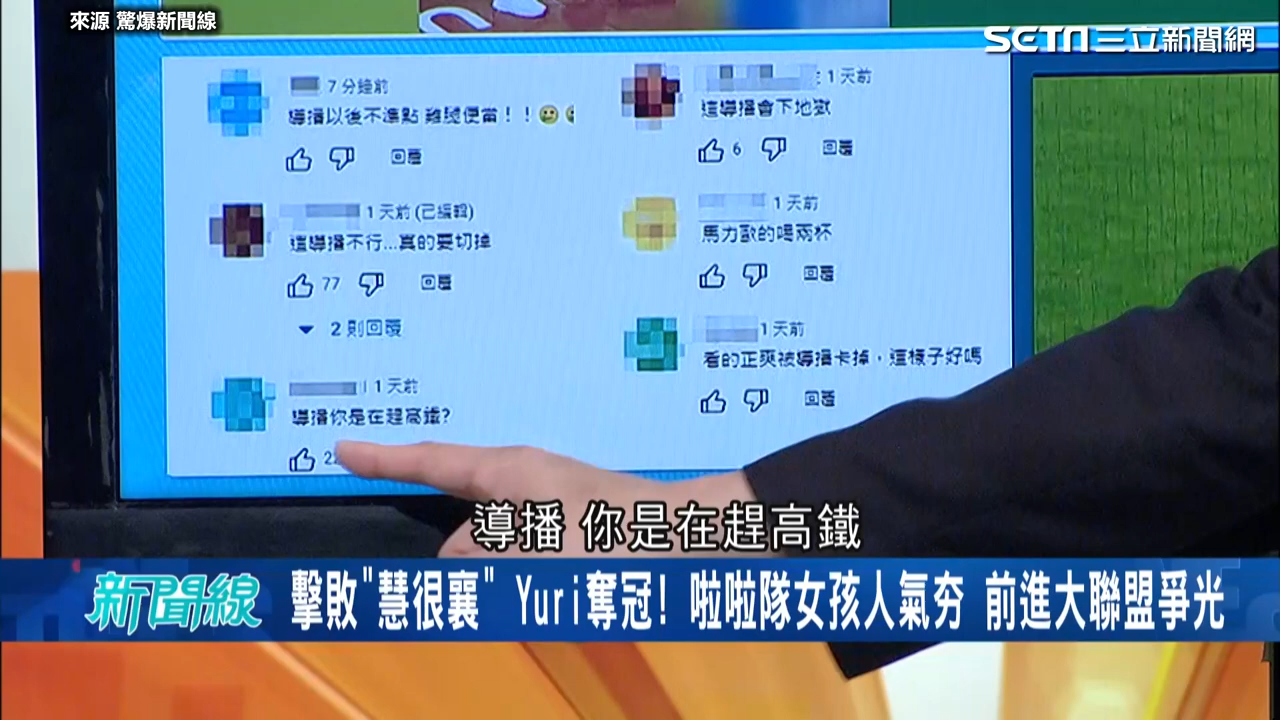 來源 驚爆新聞線
SETN三立新聞網
7 分鐘前
導播以後不準點 雞腿便當！！
回覆
1 天前 (已編輯)
這導播不行...真的要切掉
77
回覆
2 則回覆
1 天前
導播你是在趕高鐵?
1 天前
這導播會下地獄
6
回覆
1 天前
馬力歐的喝兩杯
回覆
1 天前
看的正爽被導播卡掉，這樣子好嗎
回覆
導播 你是在趕高鐵
新聞線
擊敗"慧很襄" Yuri奪冠! 啦啦隊女孩人氣夯 前進大聯盟爭光